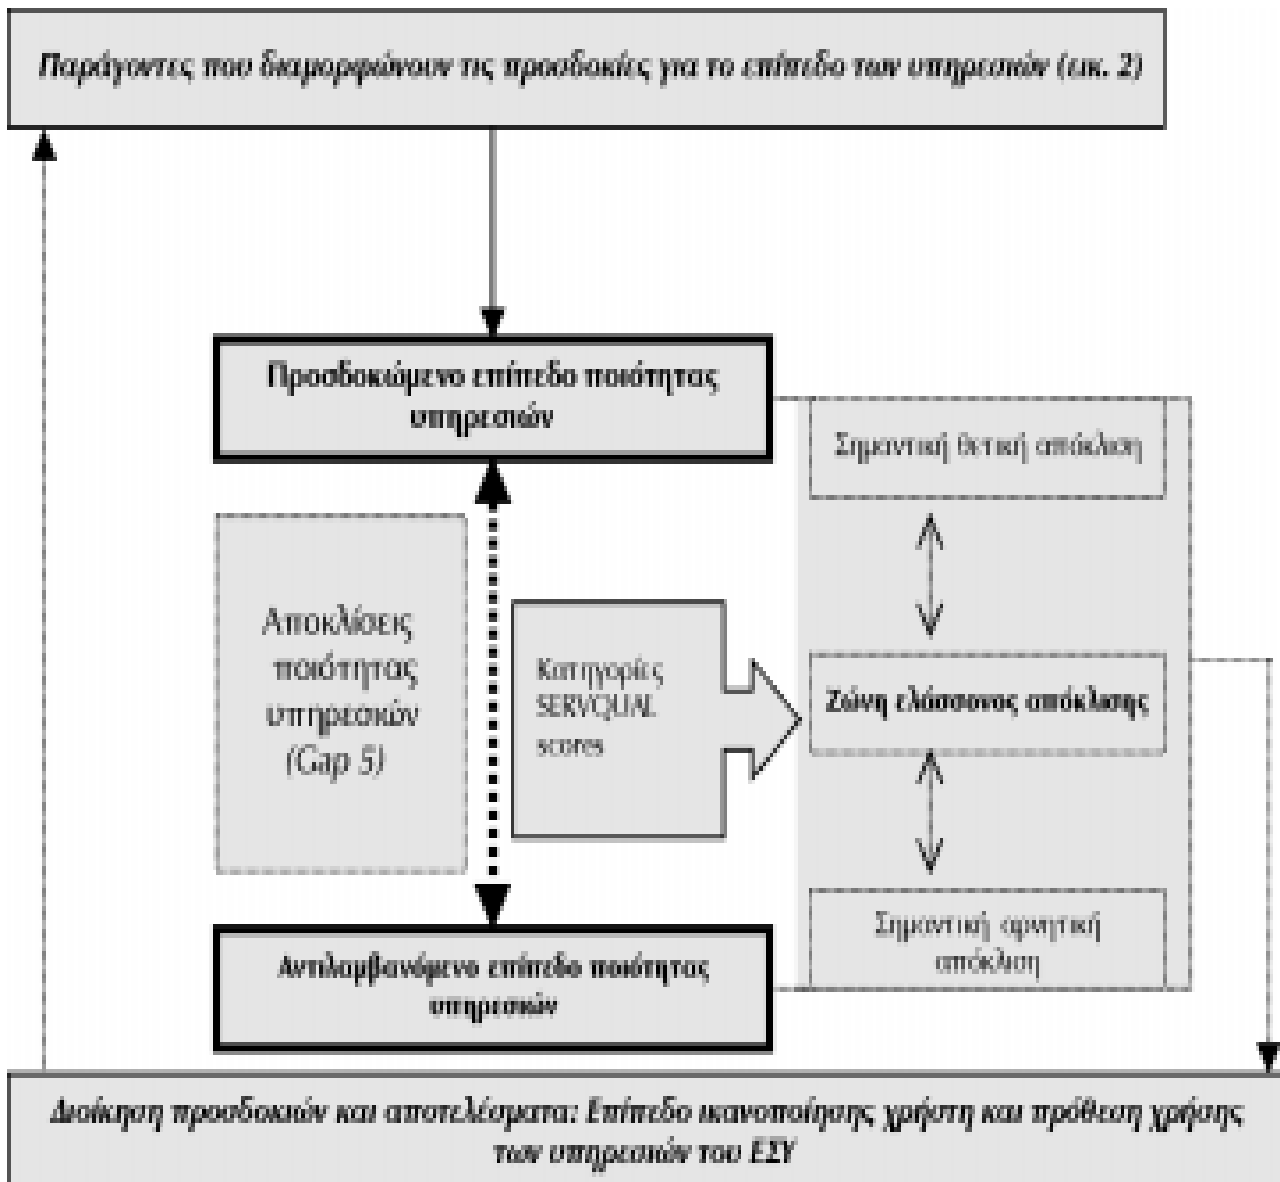 Παράγοντες που διαμορφώνουν τις προσδοκίες για το επίπεδο των υπηρεσιών (εικ. 2)
Προσδοκώμενο επίπεδο ποιότητας
υπηρεσιών
Σημαντική θετική απόκλιση
Αποκλίσεις
ποιότητας
υπηρεσιών
(Gap 5)
Κατηγορίες
SERVQUAL
scores
Ζώνη ελάσσονος απόκλισης
Σημαντική αρνητική
απόκλιση
Αντιλαμβανόμενο επίπεδο ποιότητας
υπηρεσιών
Διοίκηση προσδοκιών και αποτελέσματα: Επίπεδο ικανοποίησης χρήστη και πρόθεση χρήσης
των υπηρεσιών του ΕΣΥ